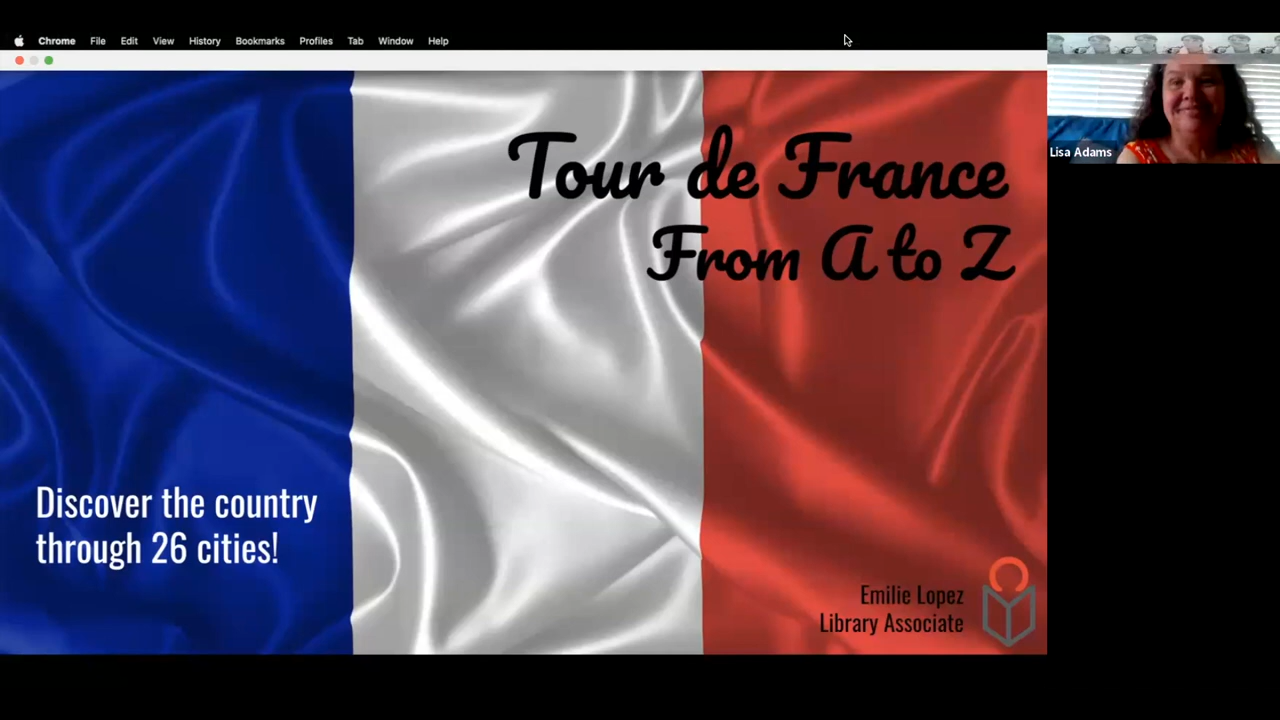 Chrome File Edit View History Bookmarks Profiles Tab Window Help
Lisa Adams
Tour de France
From A to Z
Discover the country
through 26 cities!
Emilie Lopez
Library Associate